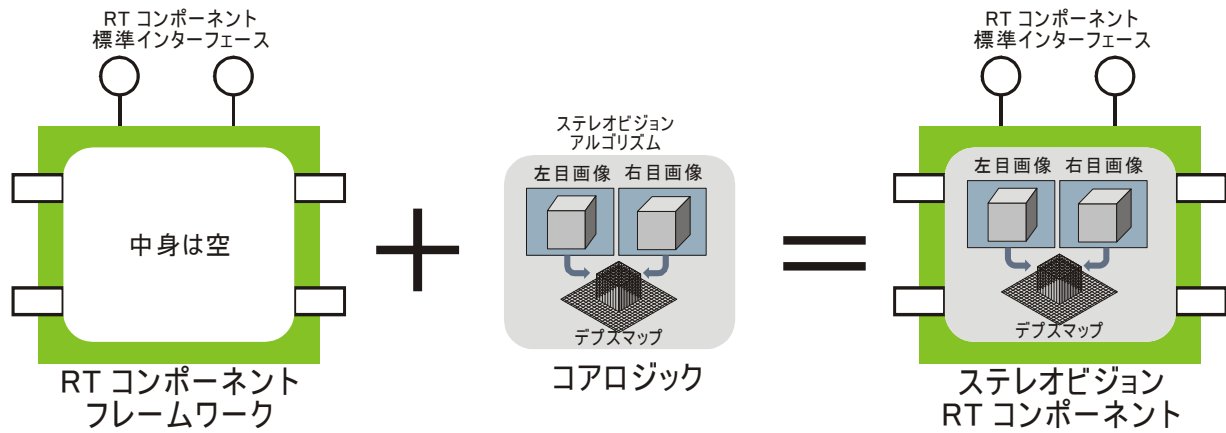 RT コンポーネント
標準インターフェース
中身は空
RT コンポーネント
フレームワーク
ステレオビジョン
アルゴリズム
左目画像 右目画像
デプスマップ
コアロジック
RT コンポーネント
標準インターフェース
左目画像 右目画像
デプスマップ
ステレオビジョン
RT コンポーネント